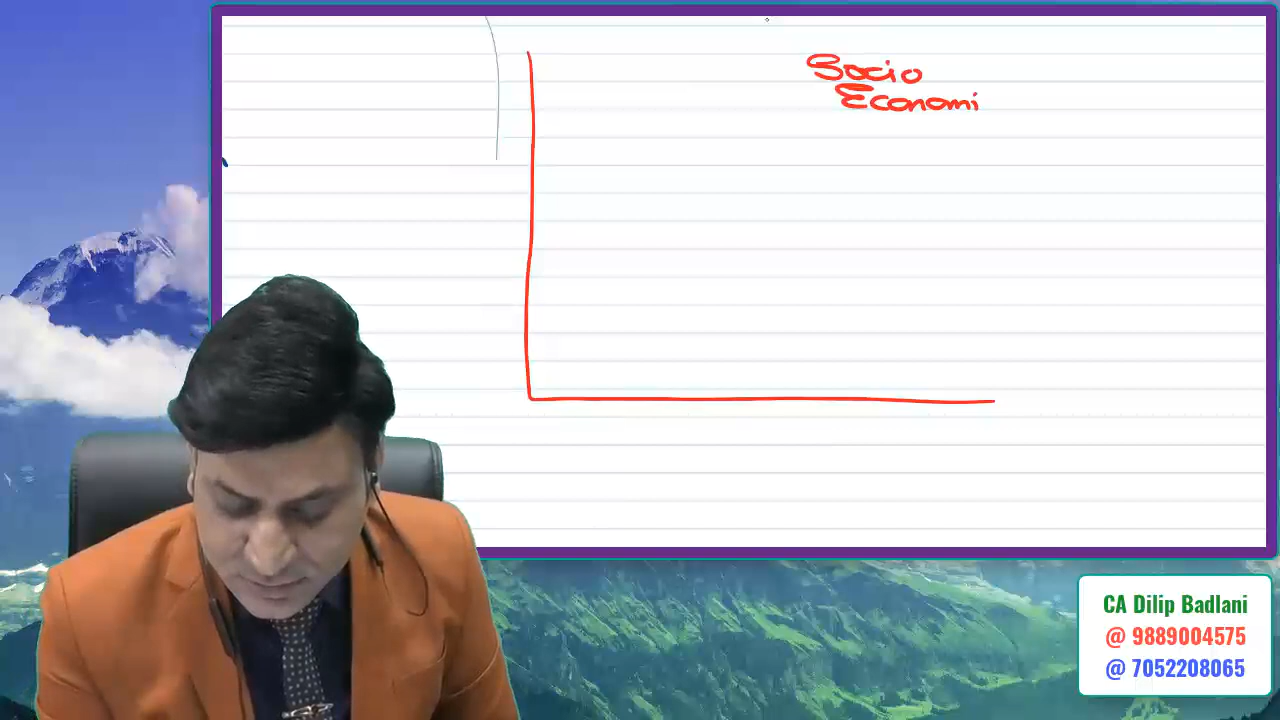 Socio
Economi
CA Dilip Badlani
@ 9889004575
@ 7052208065